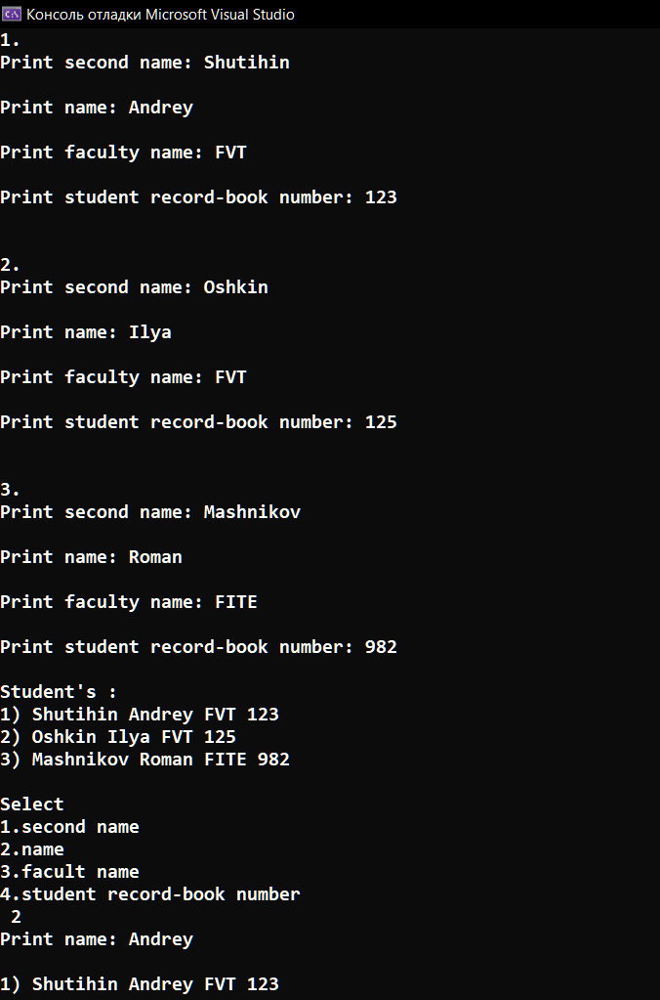 Консоль отладки Microsoft Visual Studio
1.
Print second name: Shutihin
Print name: Andrey
Print faculty name: FVT
Print student record-book number: 123
2.
Print second name: Oshkin
Print name: Ilya
Print faculty name: FVT
Print student record-book number: 125
3.
Print second name: Mashnikov
Print name: Roman
Print faculty name: FITE
Print student record-book number: 982
Student's :
1) Shutihin Andrey FVT 123
2) Oshkin Ilya FVT 125
3) Mashnikov Roman FITE 982
Select
1.second name
2.name
3.facult name
4.student record-book number
2
Print name: Andrey
1) Shutihin Andrey FVT 123